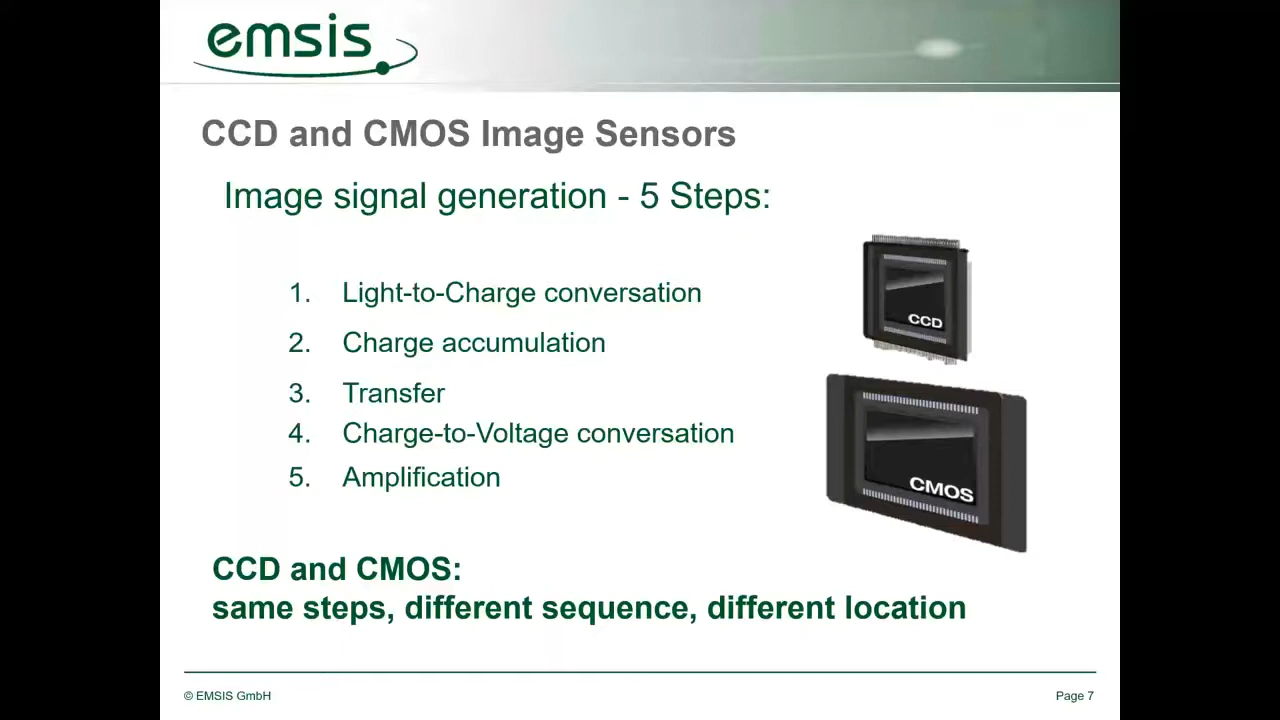 emsis
CCD and CMOS Image Sensors
Image signal generation - 5 Steps:
1. Light-to-Charge conversation
2. Charge accumulation
3. Transfer
4. Charge-to-Voltage conversation
5. Amplification
CCD
CMOS
CCD and CMOS:
same steps, different sequence, different location
© EMSIS GmbH
Page 7